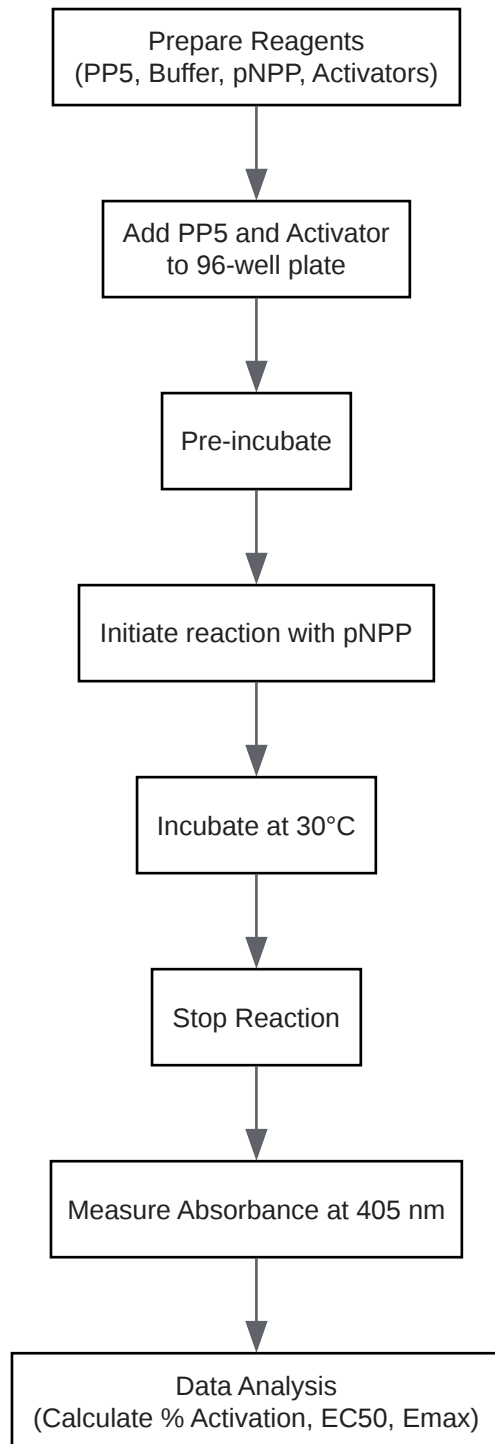 Prepare Reagents
(PP5, Buffer, pNPP, Activators)
Add PP5 and Activator
to 96-well plate
Pre-incubate
Initiate reaction with pNPP
Incubate at 30°C
Stop Reaction
Measure Absorbance at 405 nm
Data Analysis
(Calculate % Activation, EC50, Emax)